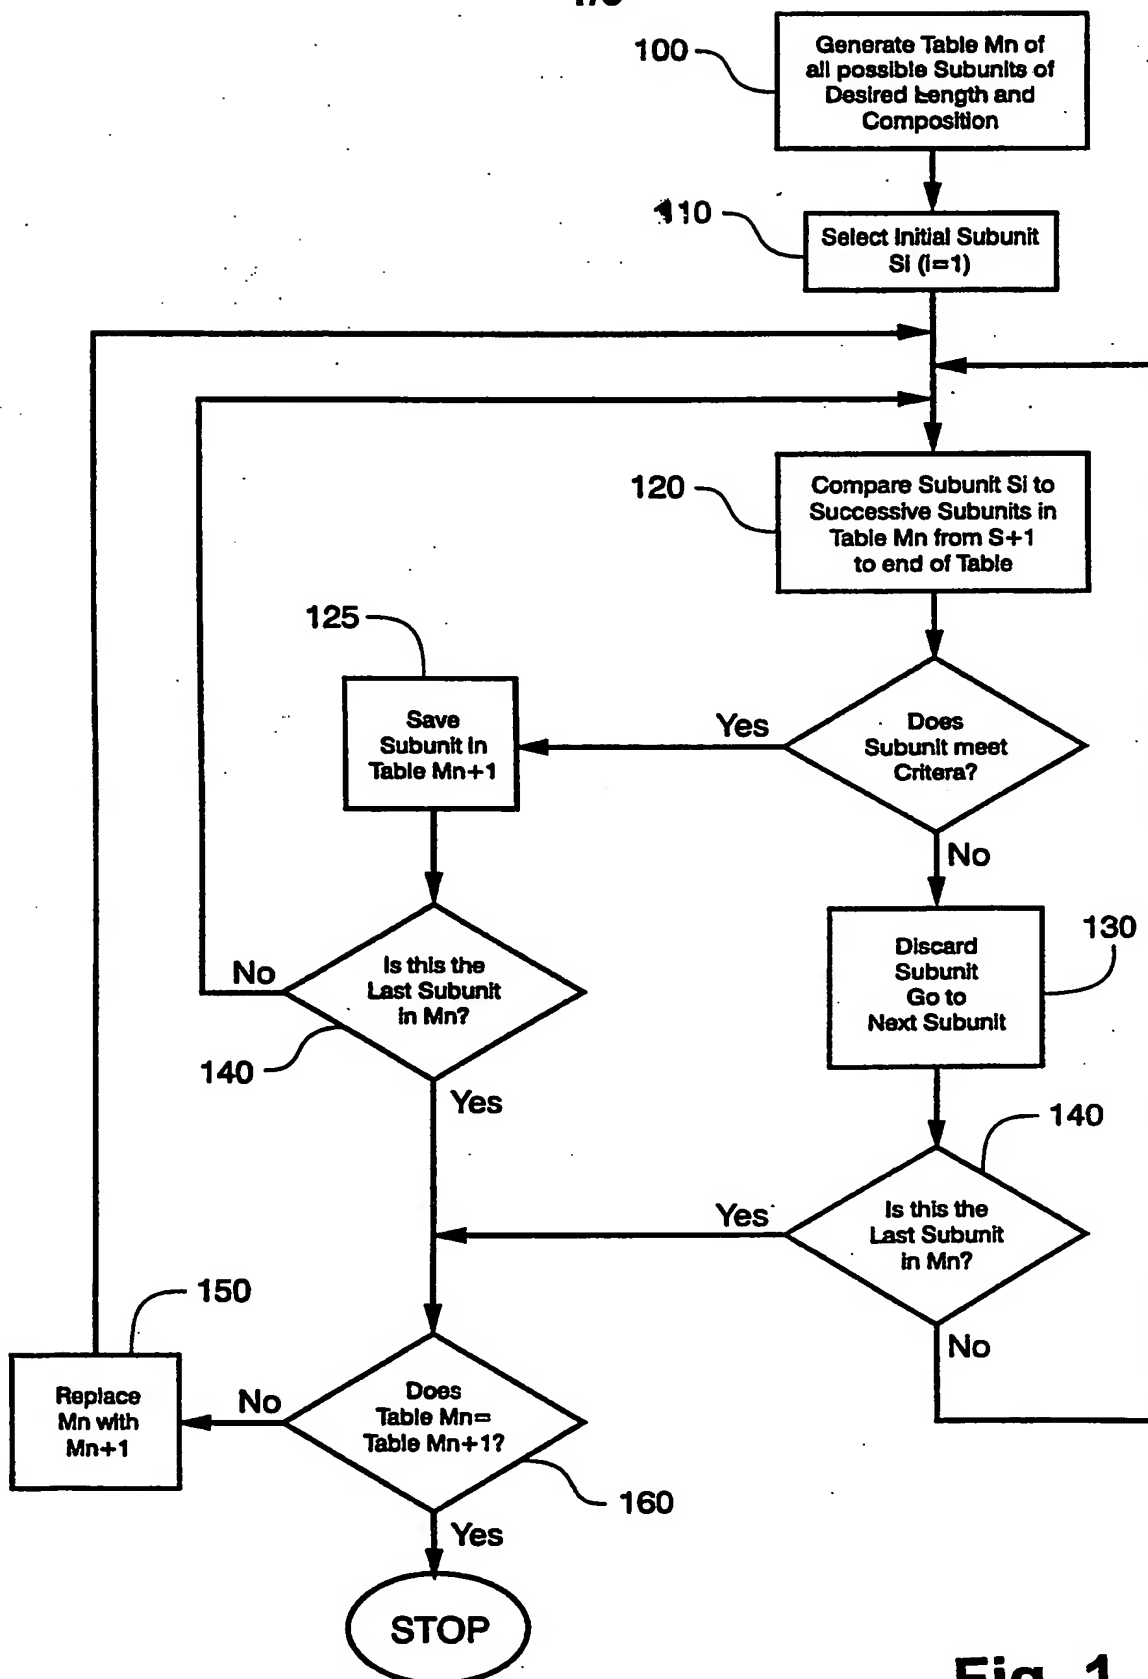 100
Generate Table Mn of
all possible Subunits of
Desired Length and
Composition
110
Select Initial Subunit
Si (i=1)
120
Compare Subunit Si to
Successive Subunits in
Table Mn from S+1
to end of Table
125
Save
Subunit in
Table Mn+1
Yes
Does
Subunit meet
Critera?
No
130
Discard
Subunit
Go to
Next Subunit
No
Is this the
Last Subunit
in Mn?
140
Yes
140
Yes
Is this the
Last Subunit
in Mn?
No
150
Replace
Mn with
Mn+1
No
Does
Table Mn=
Table Mn+1?
160
Yes
STOP
Fig. 1